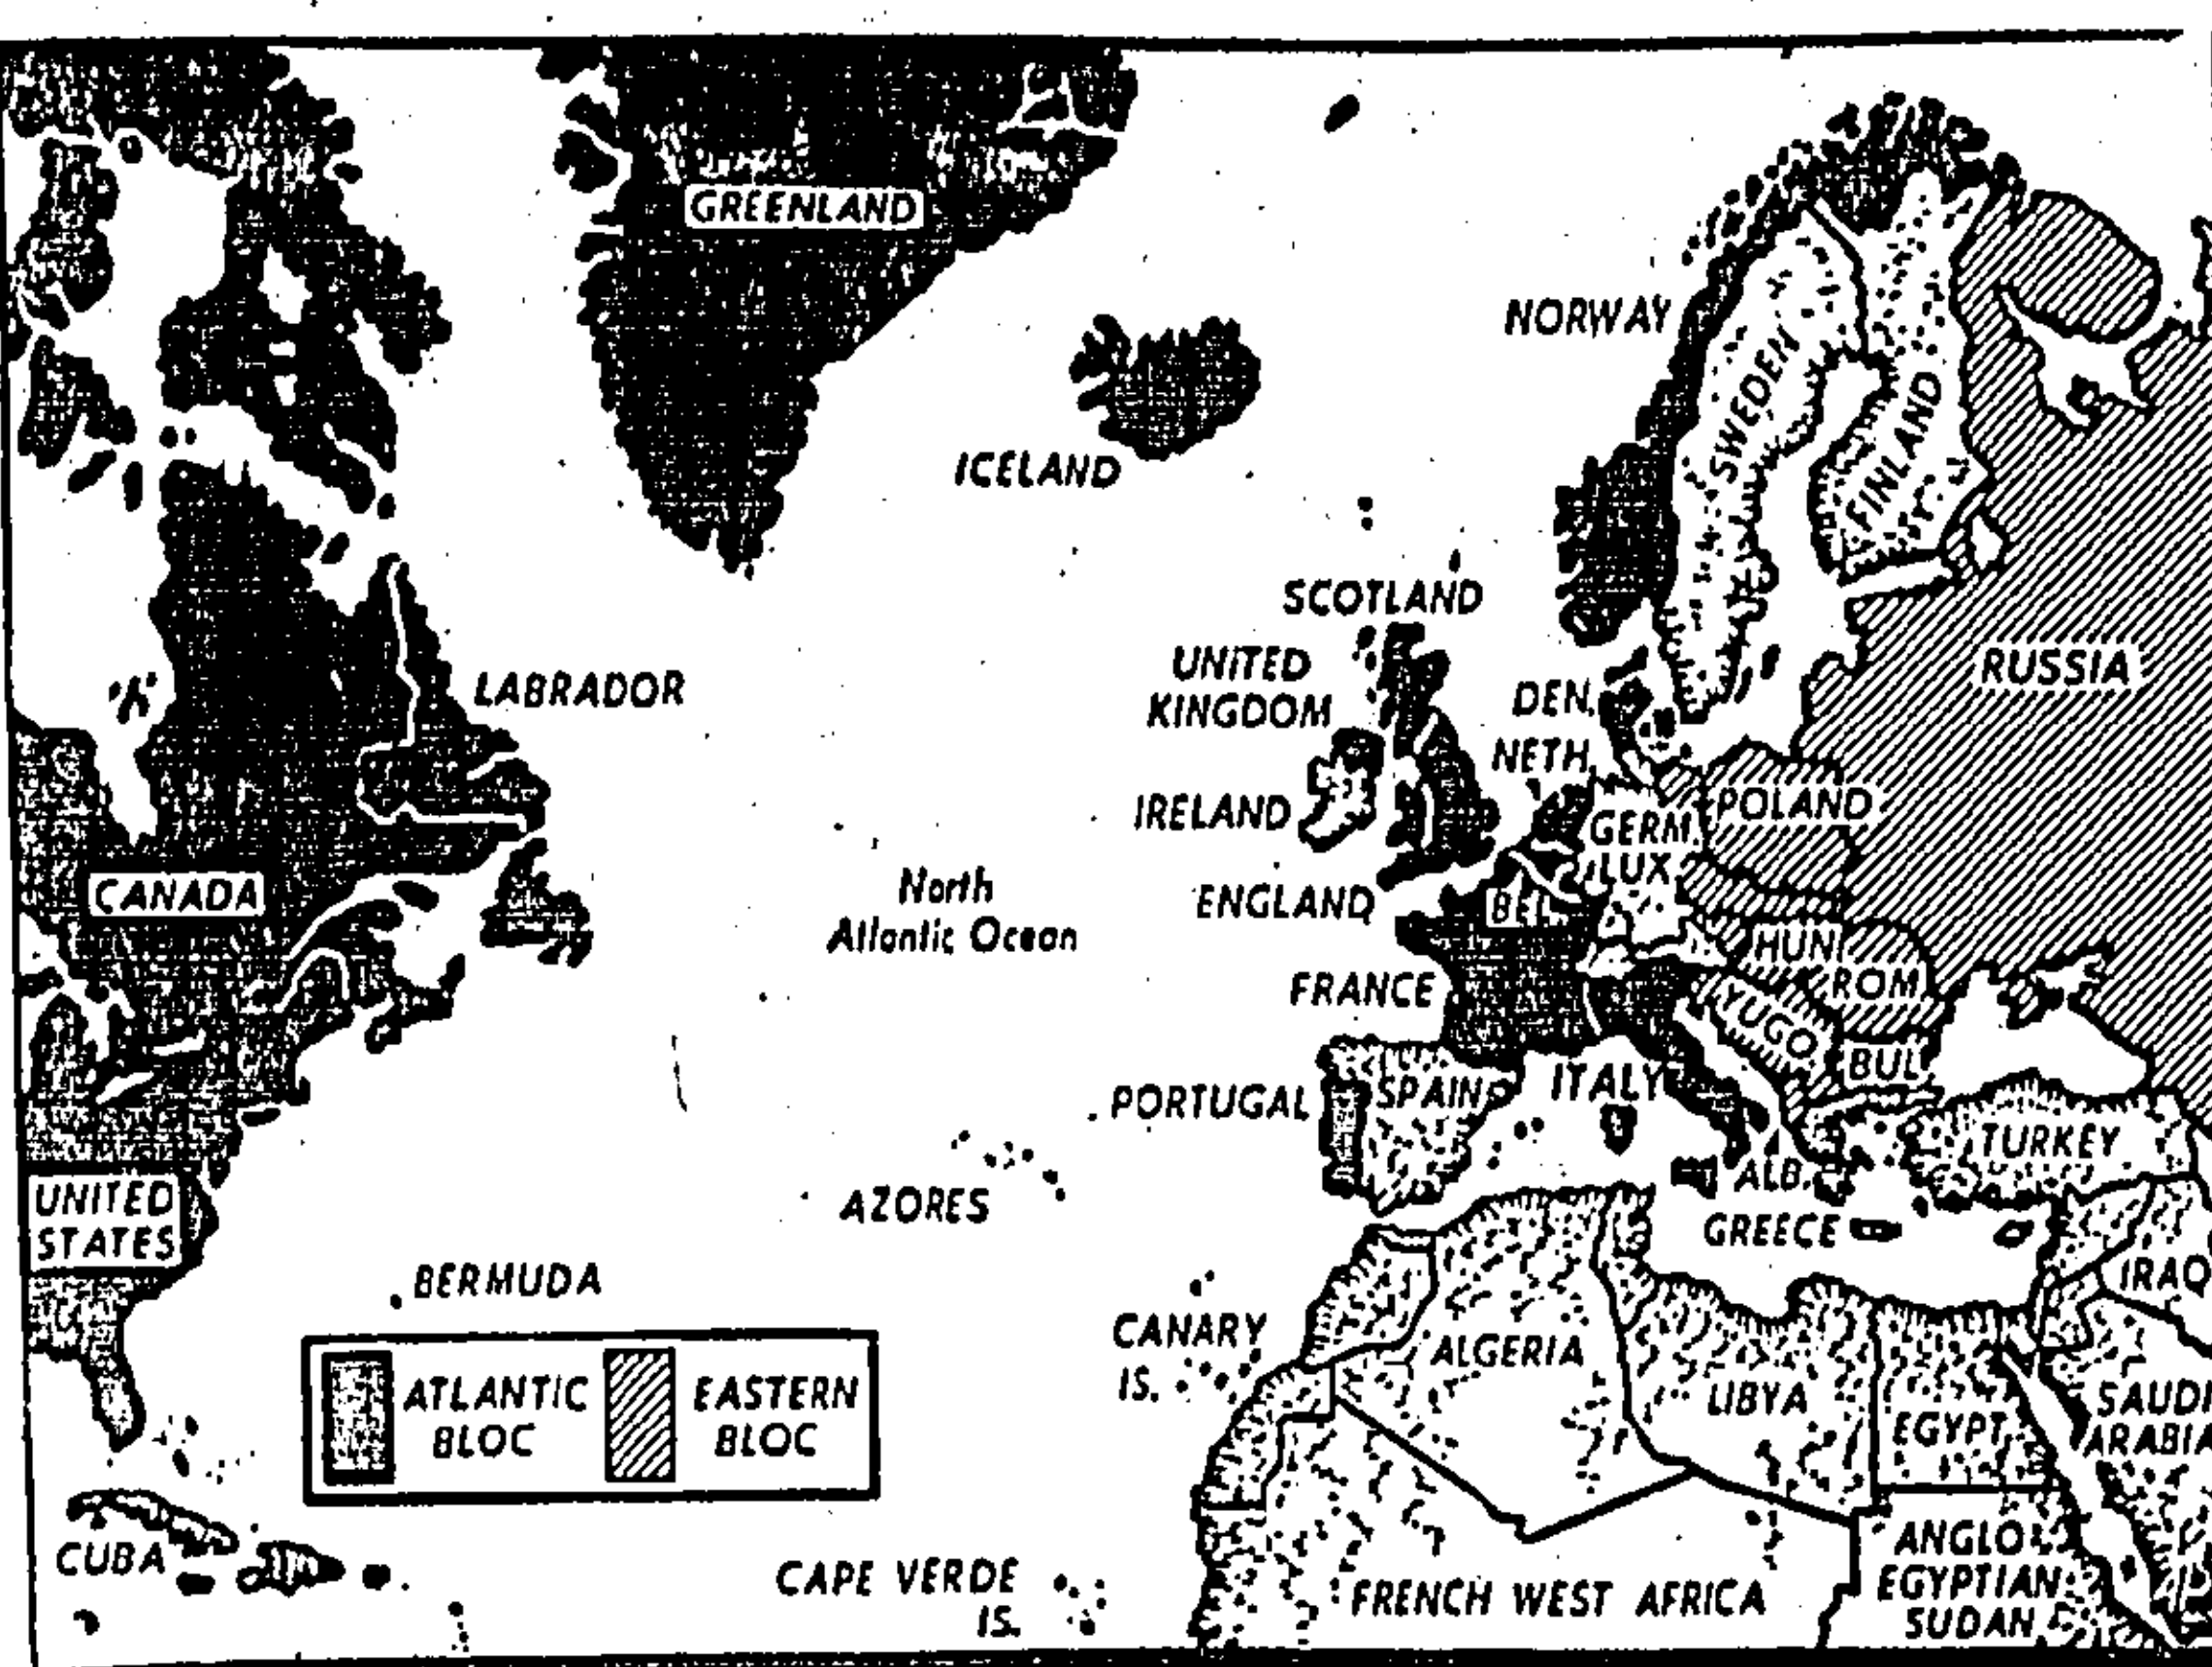 GREENLAND
NORWAY
SWEDEN
FINLAND
ICELAND
SCOTLAND
UNITED
KINGDOM
RUSSIA
LABRADOR
DEN.
NETH.
IRELAND
GERM.
POLAND
LUX.
CANADA
North
Atlantic Ocean
ENGLAND
BEL.
HUN
ROM
FRANCE
YUGO
BUL
PORTUGAL
SPAIN
ITALY
TURKEY
ALB.
UNITED
STATES
AZORES
GREECE
BERMUDA
IRAQ
CANARY
IS.
ALGERIA
LIBYA
EGYPT
SAUDI
ARABIA
ATLANTIC
BLOC
EASTERN
BLOC
CUBA
CAPE VERDE
IS.
FRENCH WEST AFRICA
ANGLO
EGYPTIAN
SUDAN